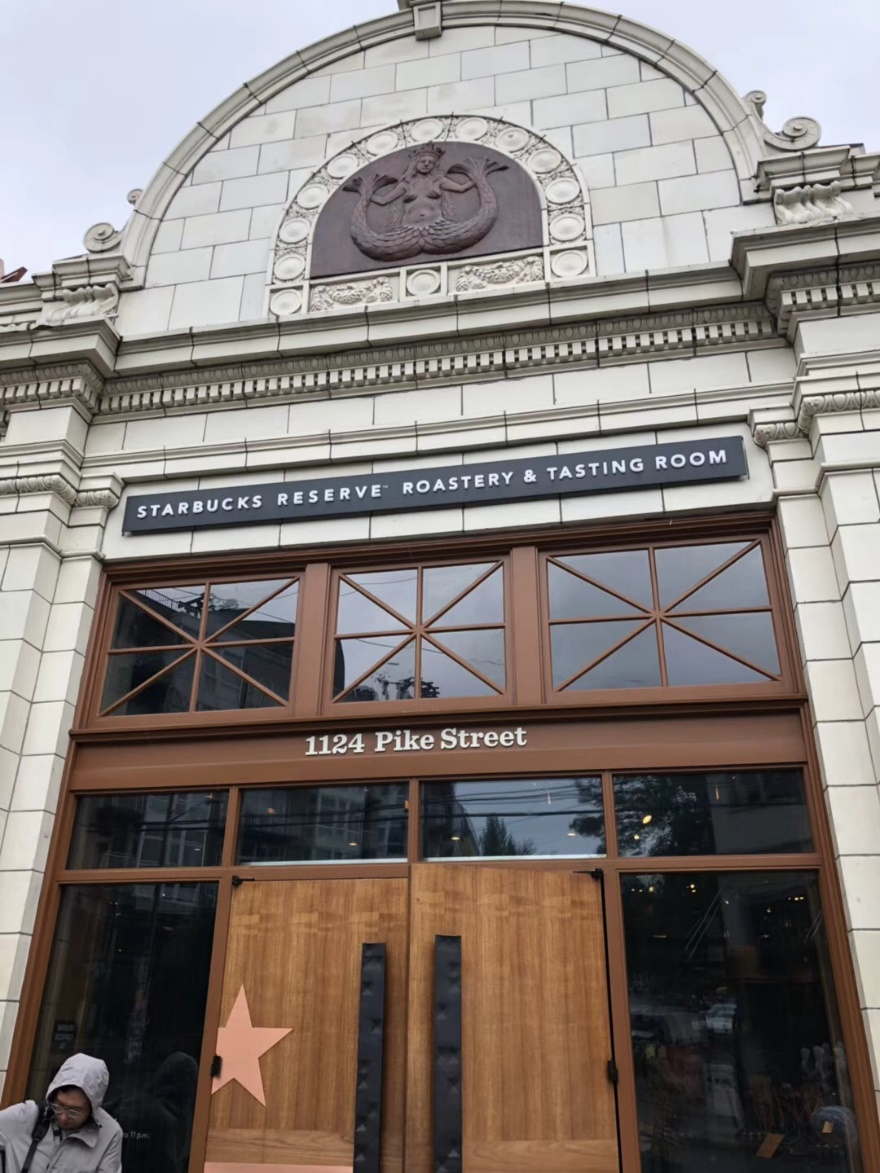 STARBUCKS RESERVE™ ROASTERY & TASTING ROOM
1124 Pike Street